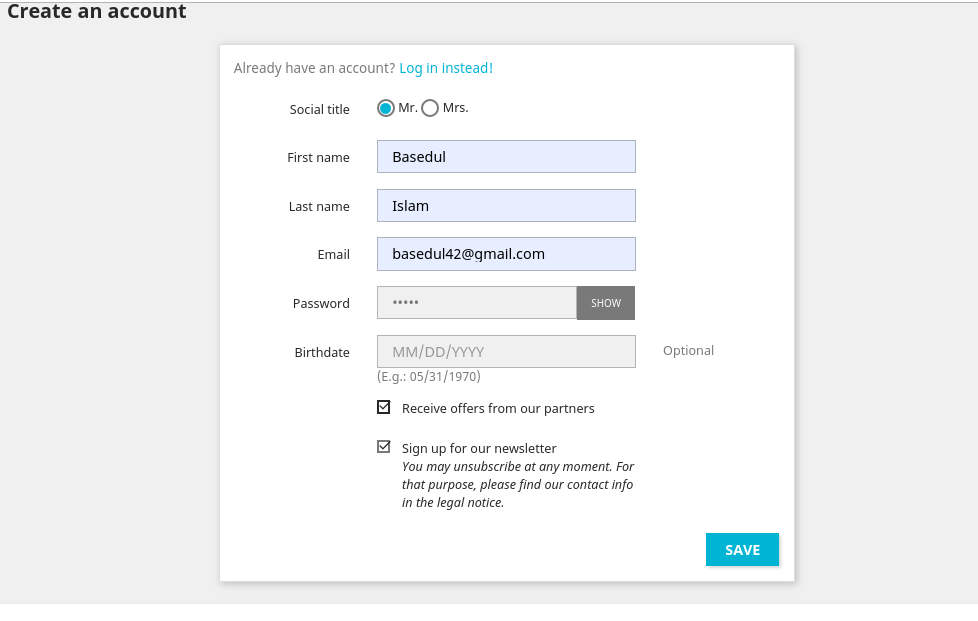 Create an account
Already have an account? Log in instead!
Social title Mr. Mrs.
First name Basedul
Last name Islam
Email basedul42@gmail.com
Password ••••• SHOW
Birthdate MM/DD/YYYY Optional
(E.g.: 05/31/1970)
Receive offers from our partners
Sign up for our newsletter
You may unsubscribe at any moment. For
that purpose, please find our contact info
in the legal notice.
SAVE